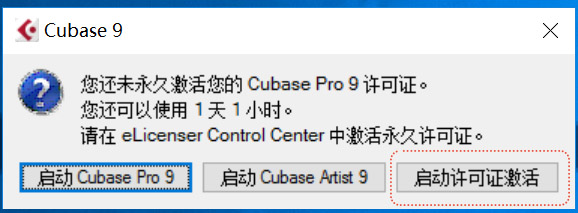 Cubase 9
您还未永久激活您的 Cubase Pro 9 许可证。
您还可以使用 1 天 1 小时。
请在 eLicenser Control Center 中激活永久许可证。
启动 Cubase Pro 9 启动 Cubase Artist 9 启动许可证激活